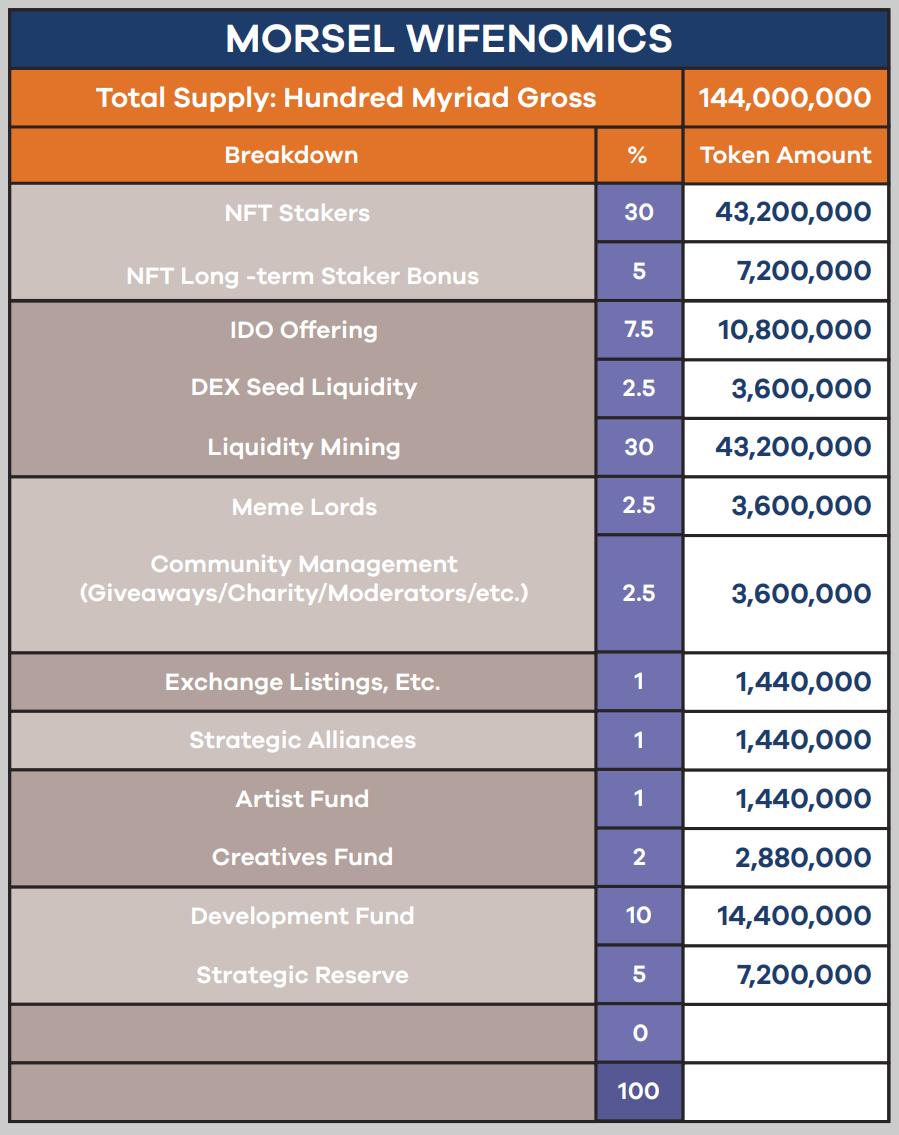 MORSEL WIFENOMICS
Total Supply: Hundred Myriad Gross 144,000,000
Breakdown % Token Amount
NFT Stakers 30 43,200,000
NFT Long -term Staker Bonus 5 7,200,000
IDO Offering 7.5 10,800,000
DEX Seed Liquidity 2.5 3,600,000
Liquidity Mining 30 43,200,000
Meme Lords 2.5 3,600,000
Community Management
(Giveaways/Charity/Moderators/etc.) 2.5 3,600,000
Exchange Listings, Etc. 1 1,440,000
Strategic Alliances 1 1,440,000
Artist Fund 1 1,440,000
Creatives Fund 2 2,880,000
Development Fund 10 14,400,000
Strategic Reserve 5 7,200,000
0
100